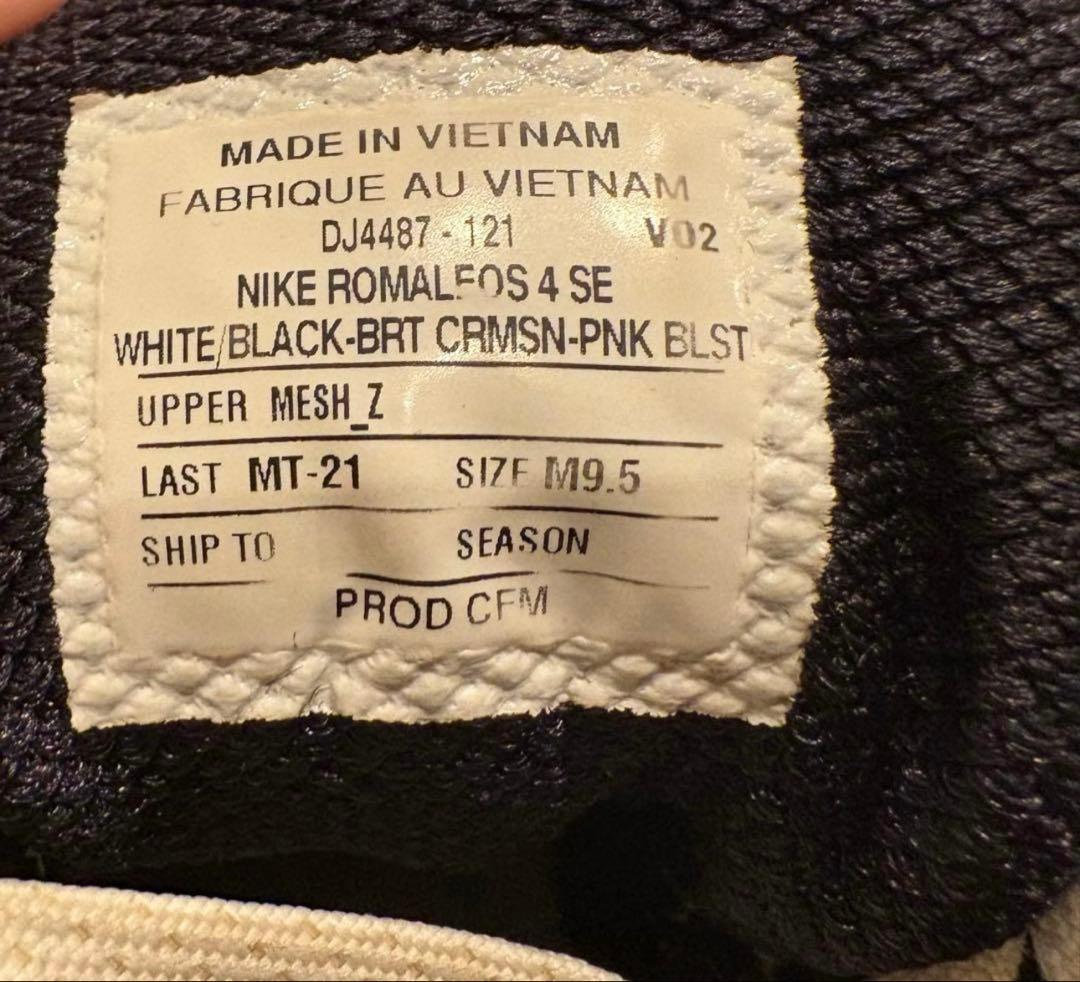 MADE IN VIETNAM
FABRIQUE AU VIETNAM
DJ4487 - 121 V02
NIKE ROMALEOS 4 SE
WHITE/BLACK-BRT CRMSN-PNK BLST
UPPER MESH_Z
LAST MT-21 SIZE M9.5
SHIP TO SEASON
PROD CFM